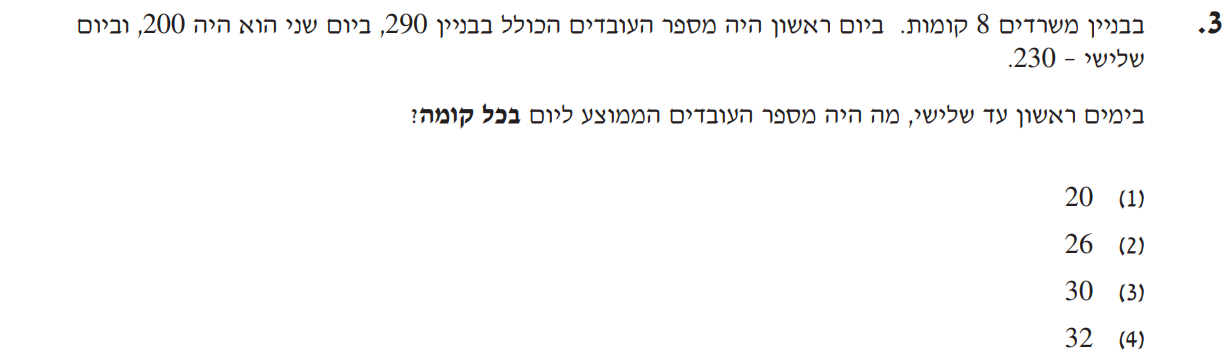 3. בבניין משרדים 8 קומות. ביום ראשון היה מספר העובדים הכולל בבניין 290, ביום שני הוא היה 200, וביום
שלישי – 230.
בימים ראשון עד שלישי, מה היה מספר העובדים הממוצע ליום בכל קומה?
(1) 20
(2) 26
(3) 30
(4) 32